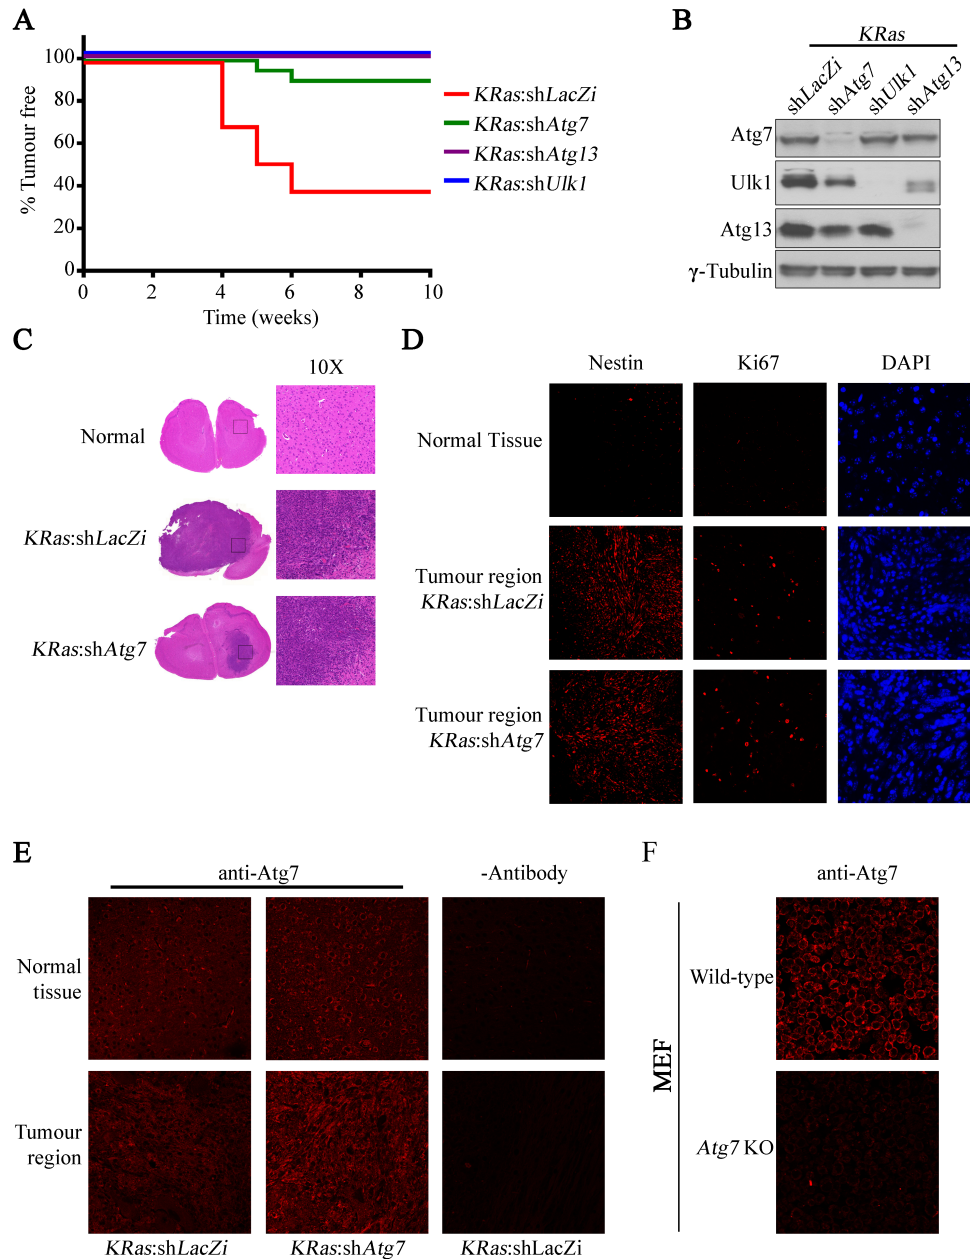 A
% Tumour free
100
80
60
40
20
0
0 2 4 6 8 10
Time (weeks)
KRas:shLacZi
KRas:shAtg7
KRas:shAtg13
KRas:shUlk1
B
KRas
shLacZi shAtg7 shUlk1 shAtg13
Atg7
Ulk1
Atg13
γ-Tubulin
C
10X
Normal
KRas:shLacZi
KRas:shAtg7
D
Nestin Ki67 DAPI
Normal Tissue
Tumour region
KRas:shLacZi
Tumour region
KRas:shAtg7
E
anti-Atg7 -Antibody
Normal
tissue
Tumour
region
KRas:shLacZi KRas:shAtg7 KRas:shLacZi
F
anti-Atg7
MEF
Wild-type
Atg7 KO